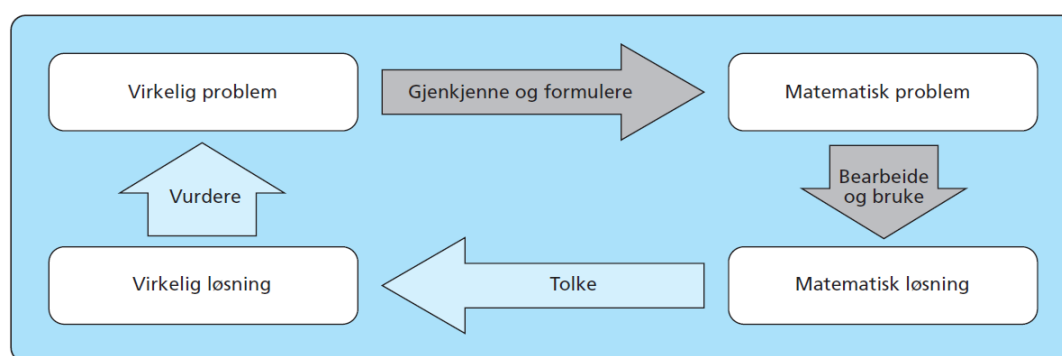 Virkelig problem
Gjenkjenne og formulere
Matematisk problem
Vurdere
Bearbeide
og bruke
Virkelig løsning
Tolke
Matematisk løsning